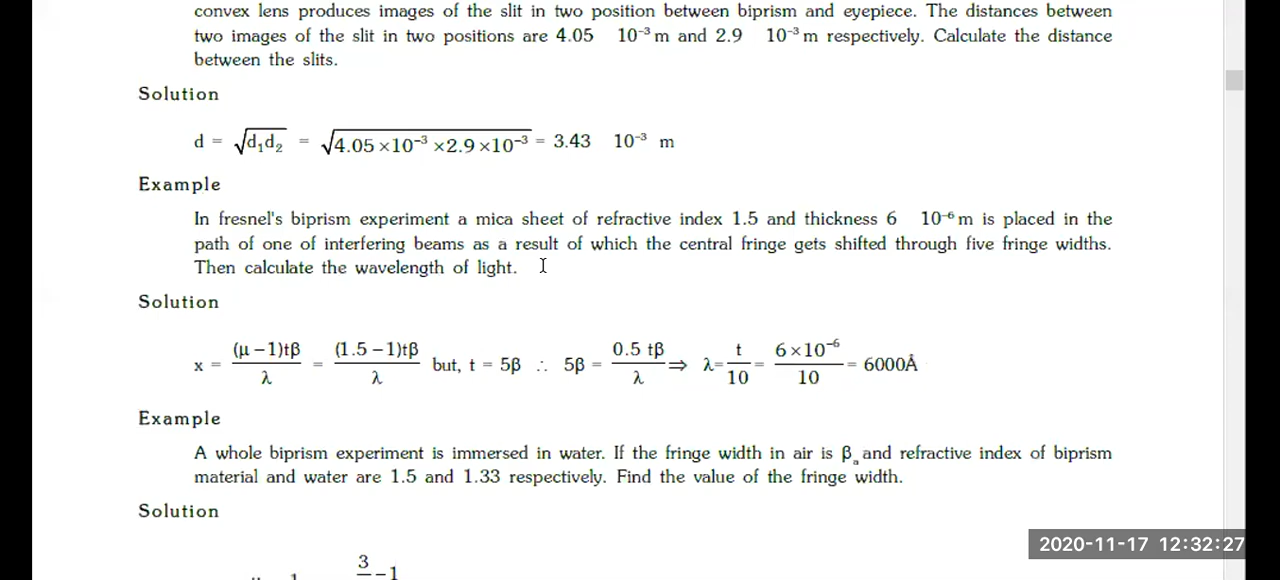 convex lens produces images of the slit in two position between biprism and eyepiece. The distances between
two images of the slit in two positions are 4.05 10⁻³ m and 2.9 10⁻³ m respectively. Calculate the distance
between the slits.
Solution
d = √d₁d₂ = √4.05 ×10⁻³ ×2.9 ×10⁻³ = 3.43 10⁻³ m
Example
In fresnel's biprism experiment a mica sheet of refractive index 1.5 and thickness 6 10⁻⁶ m is placed in the
path of one of interfering beams as a result of which the central fringe gets shifted through five fringe widths.
Then calculate the wavelength of light.
Solution
x = (μ −1)tβ / λ = (1.5 −1)tβ / λ but, t = 5β ∴ 5β = 0.5 tβ / λ ⇒ λ= t / 10 = 6×10⁻⁶ / 10 = 6000Å
Example
A whole biprism experiment is immersed in water. If the fringe width in air is βₐ and refractive index of biprism
material and water are 1.5 and 1.33 respectively. Find the value of the fringe width.
Solution
3
−1
2020-11-17 12:32:27